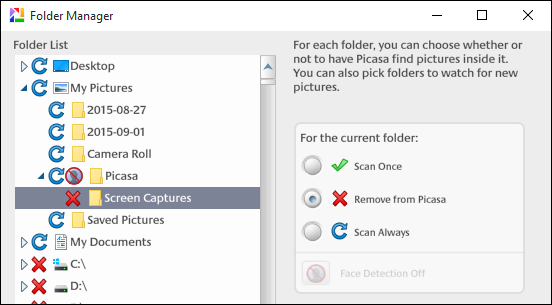 Folder Manager
Folder List
Desktop
My Pictures
2015-08-27
2015-09-01
Camera Roll
Picasa
Screen Captures
Saved Pictures
My Documents
C:\
D:\
For each folder, you can choose whether or
not to have Picasa find pictures inside it.
You can also pick folders to watch for new
pictures.
For the current folder:
Scan Once
Remove from Picasa
Scan Always
Face Detection Off